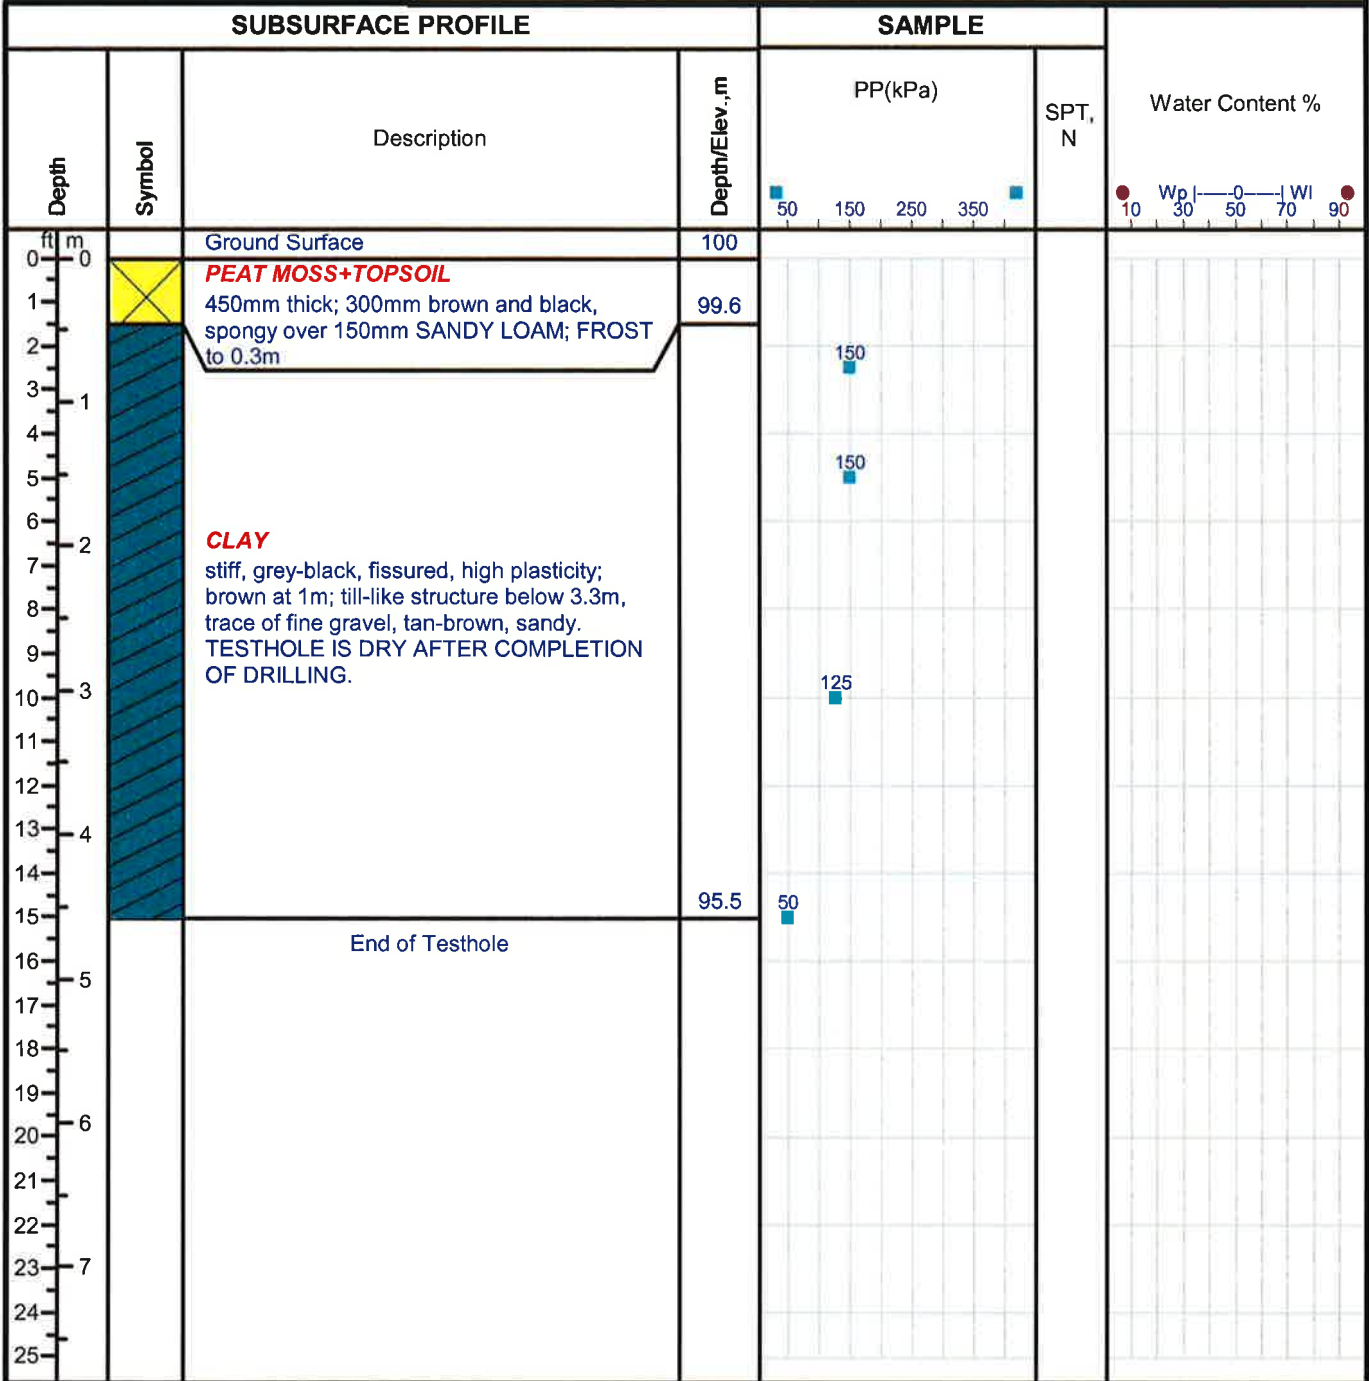 SUBSURFACE PROFILE
SAMPLE
Depth
Symbol
Description
Depth/Elev.,m
PP(kPa)
50 150 250 350
SPT,
N
Water Content %
Wp |——0——| Wl
10 30 50 70 90
ft m
Ground Surface 100
0 0
PEAT MOSS+TOPSOIL
450mm thick; 300mm brown and black,
spongy over 150mm SANDY LOAM; FROST
to 0.3m
99.6
1
2
150
3
1
4
150
5
6
2
CLAY
stiff, grey-black, fissured, high plasticity;
brown at 1m; till-like structure below 3.3m,
trace of fine gravel, tan-brown, sandy.
TESTHOLE IS DRY AFTER COMPLETION
OF DRILLING.
7
8
9
125
10
3
11
12
13
4
14
95.5
50
15
End of Testhole
16
5
17
18
19
6
20
21
22
23
7
24
25